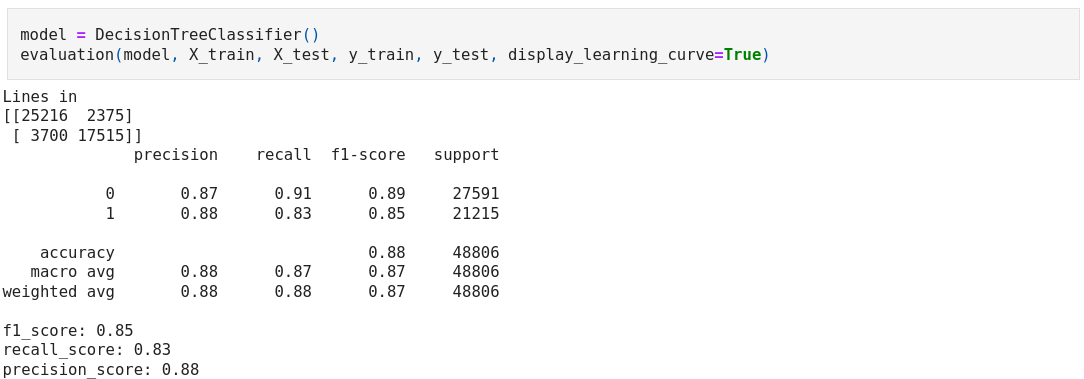 model = DecisionTreeClassifier()
evaluation(model, X_train, X_test, y_train, y_test, display_learning_curve=True)
Lines in
[[25216  2375]
 [ 3700 17515]]
              precision    recall  f1-score   support

           0       0.87      0.91      0.89     27591
           1       0.88      0.83      0.85     21215

    accuracy                           0.88     48806
   macro avg       0.88      0.87      0.87     48806
weighted avg       0.88      0.88      0.87     48806

f1_score: 0.85
recall_score: 0.83
precision_score: 0.88